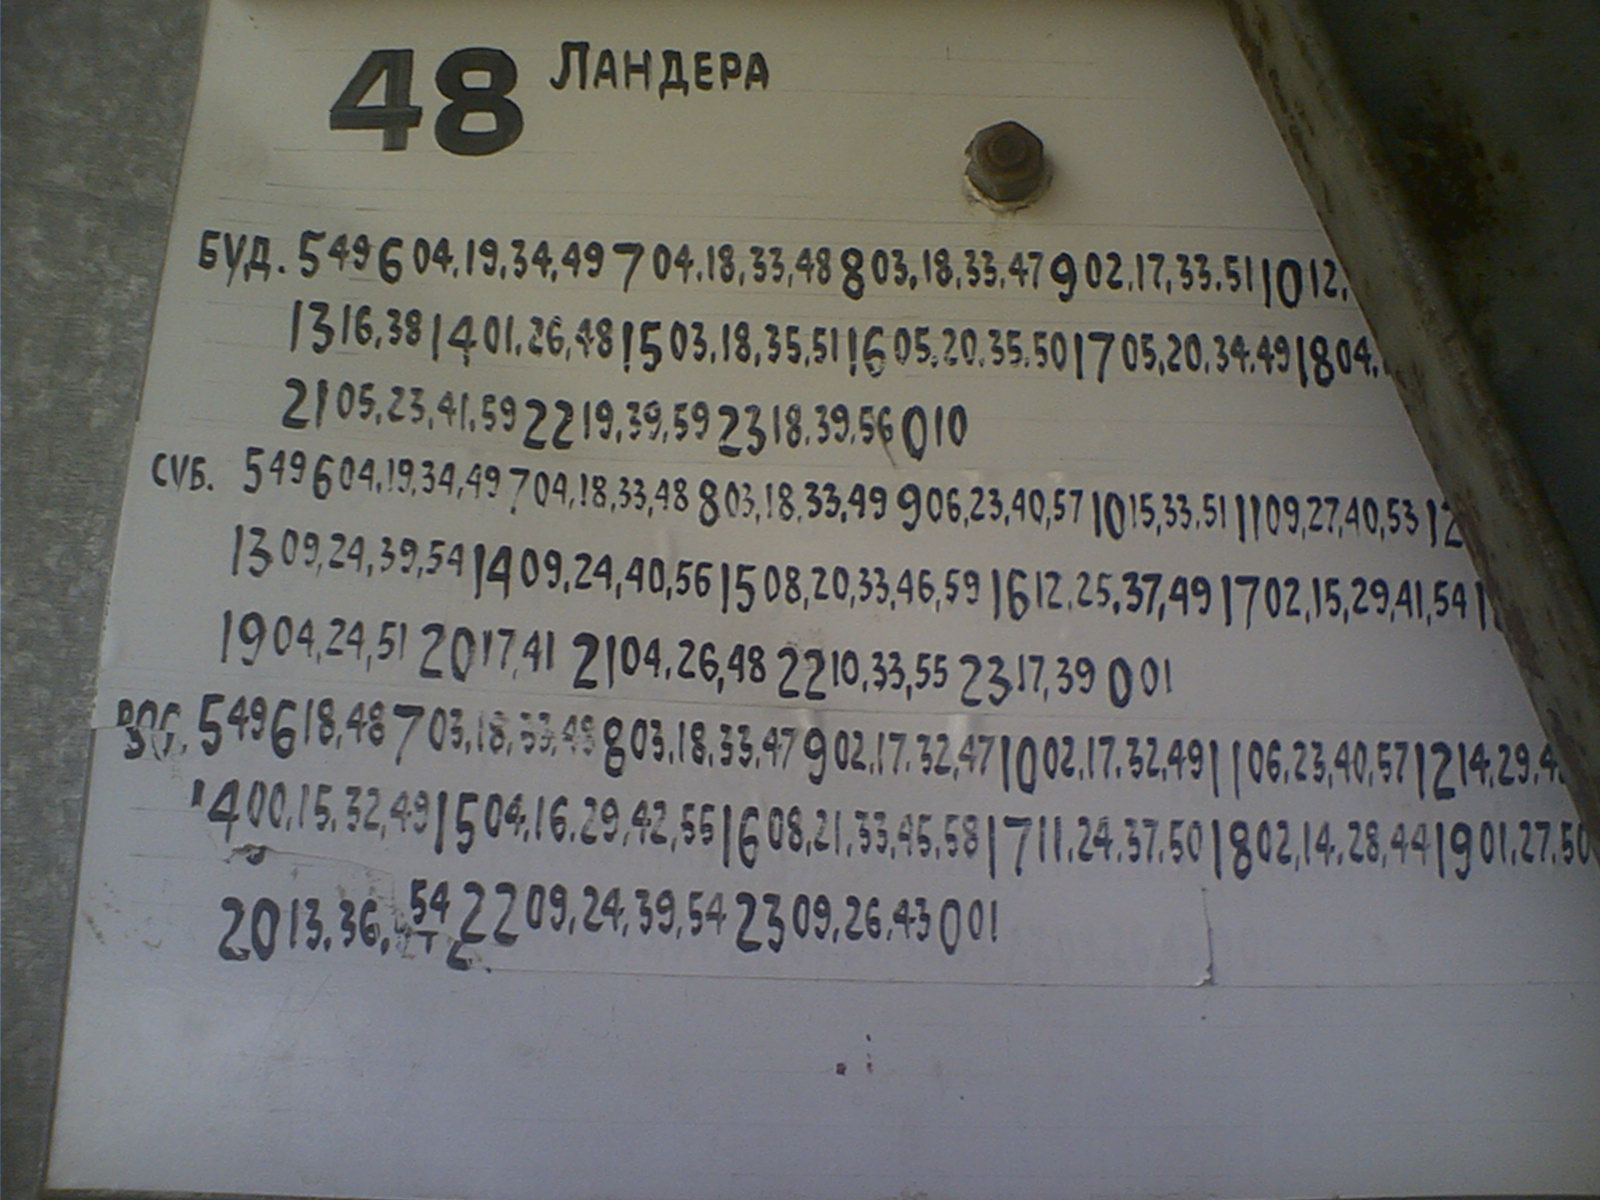 48 ЛАНДЕРА
БУД. 5 49 6 04.19,34,49 7 04.18,33,48 8 03,18,33,47 9 02.17,33.51 10 12,
13 16,38 14 01,26,48 15 03.18,35,51 16 05.20.35.50 17 05,20,34.49 18 04.
21 05,23,41,59 22 19,39,59 23 18,39,56 0 10
СУБ. 5 49 6 04,19,34,49 7 04,18,33,48 8 03,18,33,49 9 06,23,40,57 10 15,33.51 11 09,27,40,53 12
13 09,24,39,54 14 09,24,40,56 15 08,20,33,46,59 16 12,25,37,49 17 02,15,29,41,54
19 04,24,51 20 17,41 21 04,26,48 22 10,33,55 23 17,39 0 01
5 49 6 18,48 7 03,18,33,48 8 03.18.33,47 9 02.17.32,47 10 02.17.32,49 11 06.23,40,57 12 14.29.
14 00,15,32,49 15 04,16.29,42,55 16 08,21.33,45,58 17 11.24.37.50 18 02,14.28,44 19 01.27.50
20 13.36, 54 22 09,24,39,54 23 09,26,43 0 01